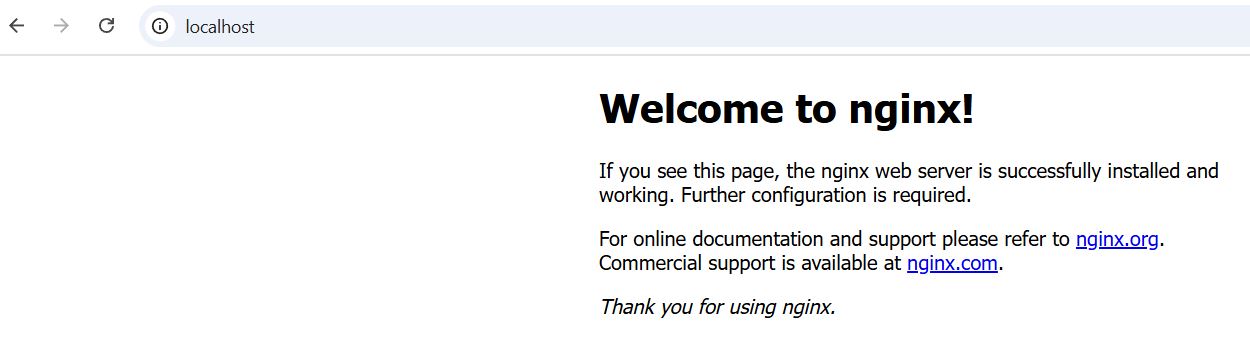 localhost
Welcome to nginx!
If you see this page, the nginx web server is successfully installed and
working. Further configuration is required.
For online documentation and support please refer to nginx.org.
Commercial support is available at nginx.com.
Thank you for using nginx.